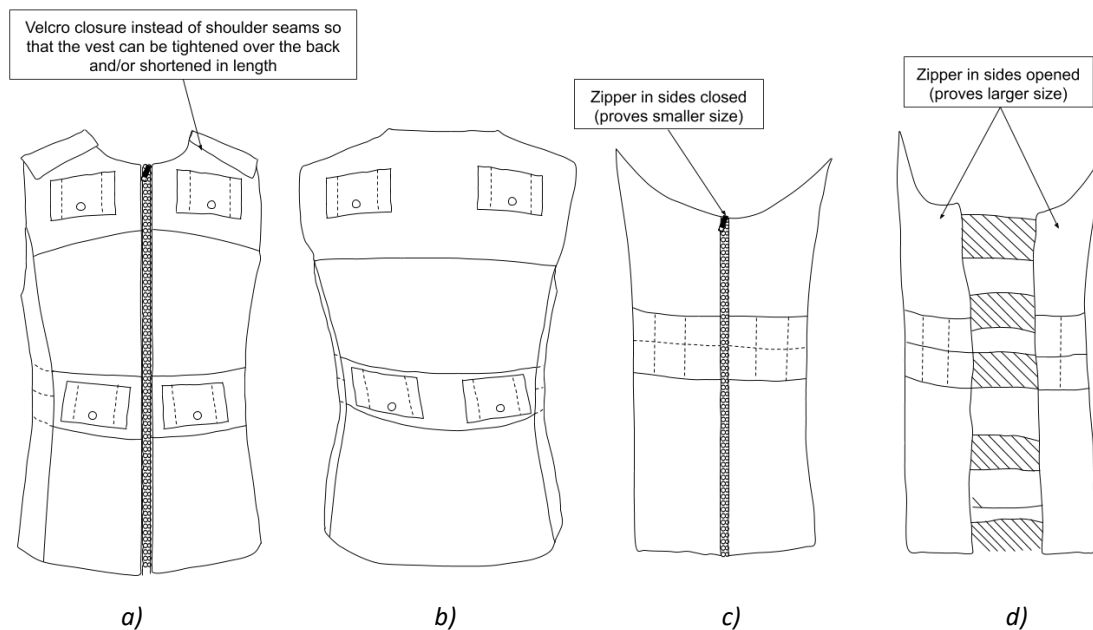 Velcro closure instead of shoulder seams so
that the vest can be tightened over the back
and/or shortened in length
Zipper in sides closed
(proves smaller size)
Zipper in sides opened
(proves larger size)
a)
b)
c)
d)